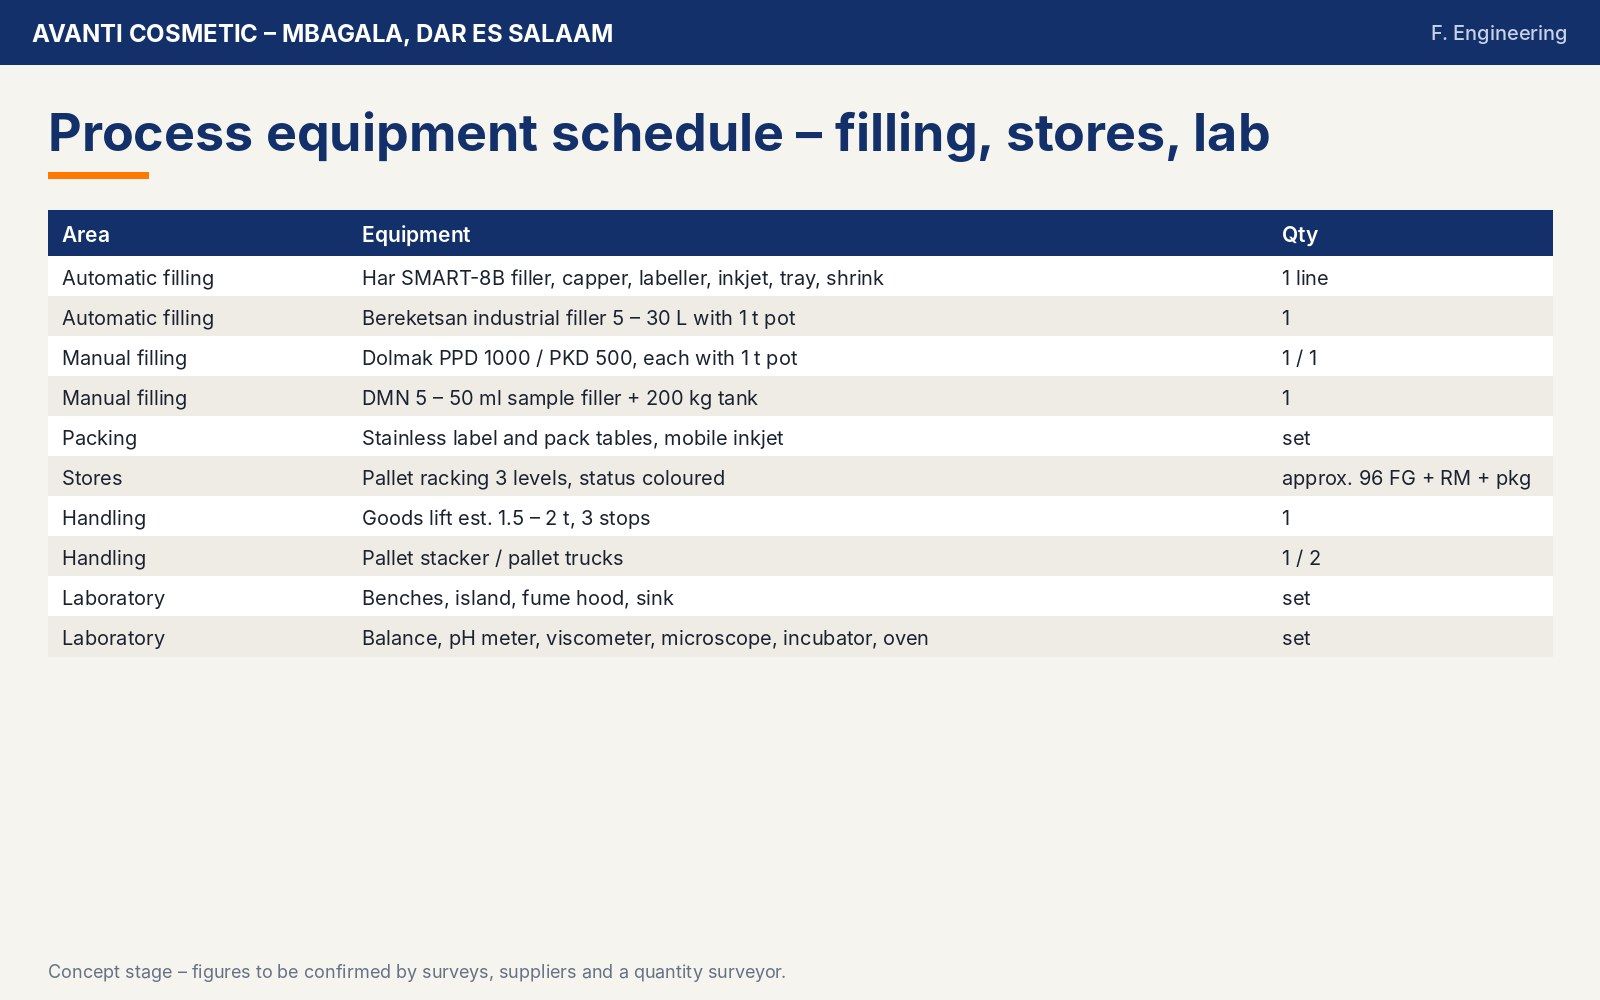 AVANTI COSMETIC – MBAGALA, DAR ES SALAAM
F. Engineering
Process equipment schedule – filling, stores, lab
Area Equipment Qty
Automatic filling Har SMART-8B filler, capper, labeller, inkjet, tray, shrink 1 line
Automatic filling Bereketsan industrial filler 5 – 30 L with 1 t pot 1
Manual filling Dolmak PPD 1000 / PKD 500, each with 1 t pot 1 / 1
Manual filling DMN 5 – 50 ml sample filler + 200 kg tank 1
Packing Stainless label and pack tables, mobile inkjet set
Stores Pallet racking 3 levels, status coloured approx. 96 FG + RM + pkg
Handling Goods lift est. 1.5 – 2 t, 3 stops 1
Handling Pallet stacker / pallet trucks 1 / 2
Laboratory Benches, island, fume hood, sink set
Laboratory Balance, pH meter, viscometer, microscope, incubator, oven set
Concept stage – figures to be confirmed by surveys, suppliers and a quantity surveyor.